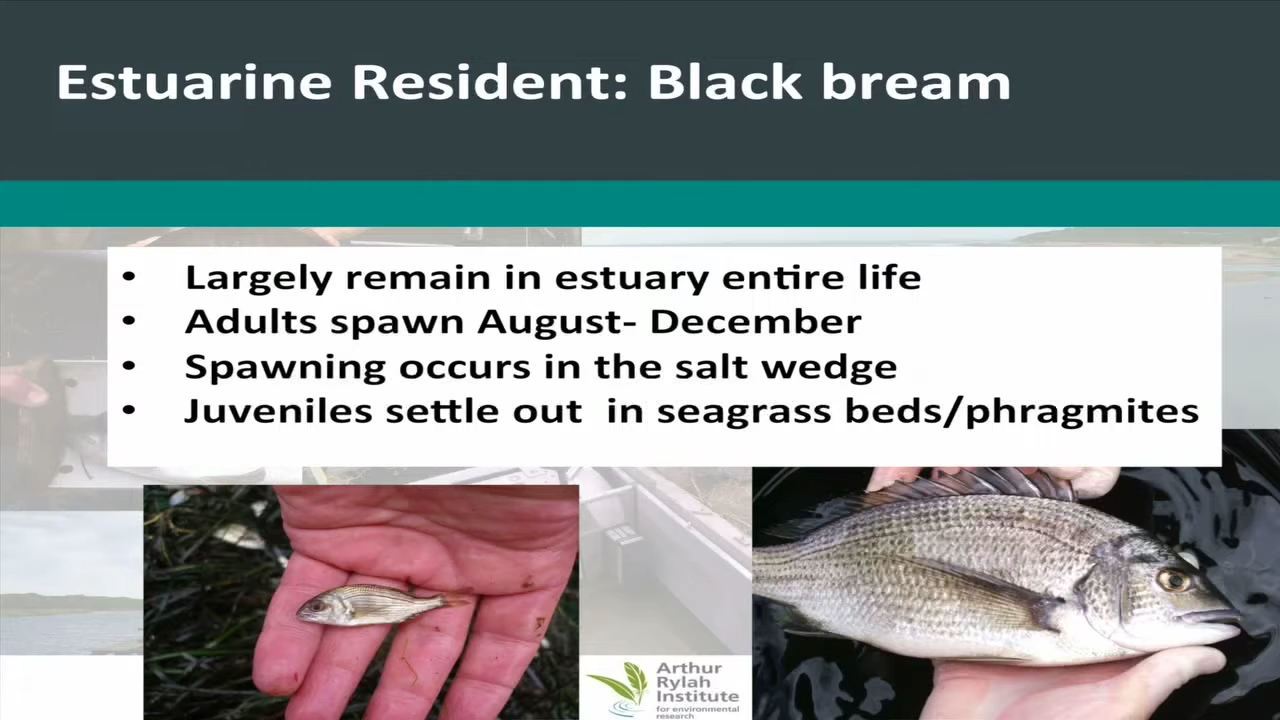 Estuarine Resident: Black bream
• Largely remain in estuary entire life
• Adults spawn August- December
• Spawning occurs in the salt wedge
• Juveniles settle out  in seagrass beds/phragmites
Arthur
Rylah
Institute
for environmental
research